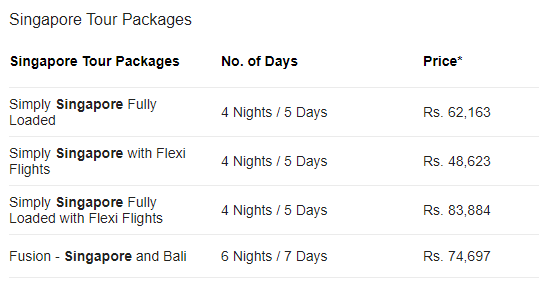 Singapore Tour Packages
Singapore Tour Packages No. of Days Price*
Simply Singapore Fully
Loaded 4 Nights / 5 Days Rs. 62,163
Simply Singapore with Flexi
Flights 4 Nights / 5 Days Rs. 48,623
Simply Singapore Fully
Loaded with Flexi Flights 4 Nights / 5 Days Rs. 83,884
Fusion - Singapore and Bali 6 Nights / 7 Days Rs. 74,697